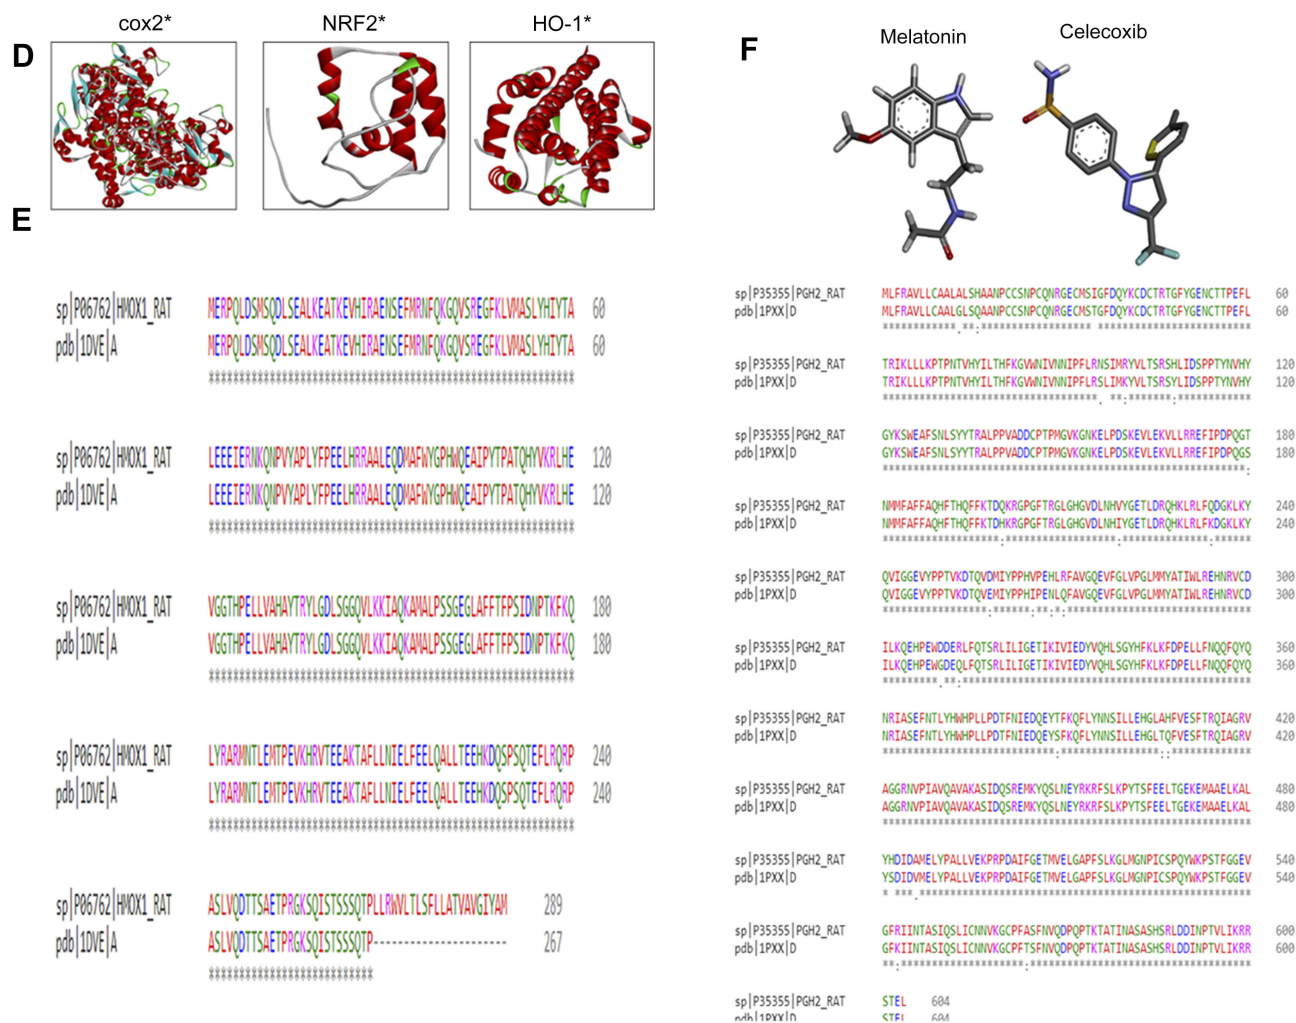 cox2*
NRF2*
HO-1*
D
E
sp|P06762|HMOX1_RAT MERPQLDSMSQDLSEALKEATKEVHIRAENSEFMRNFQKGQVSREGFKLVMASLYHIYTA 60
pdb|1DVE|A MERPQLDSMSQDLSEALKEATKEVHIRAENSEFMRNFQKGQVSREGFKLVMASLYHIYTA 60
************************************************************
sp|P06762|HMOX1_RAT LEEEIERNKQNPVYAPLYFPEELHRRAALEQDMAFWYGPHWQEAIPYTPATQHYVKRLHE 120
pdb|1DVE|A LEEEIERNKQNPVYAPLYFPEELHRRAALEQDMAFWYGPHWQEAIPYTPATQHYVKRLHE 120
************************************************************
sp|P06762|HMOX1_RAT VGGTHPELLVAHAYTRYLGDLSGGQVLKKIAQKAMALPSSGEGLAFFTFPSIDNPTKFKQ 180
pdb|1DVE|A VGGTHPELLVAHAYTRYLGDLSGGQVLKKIAQKAMALPSSGEGLAFFTFPSIDNPTKFKQ 180
************************************************************
sp|P06762|HMOX1_RAT LYRARMNTLEMTPEVKHRVTEEAKTAFLLNIELFEELQALLTEEHKDQSPSQTEFLRQRP 240
pdb|1DVE|A LYRARMNTLEMTPEVKHRVTEEAKTAFLLNIELFEELQALLTEEHKDQSPSQTEFLRQRP 240
************************************************************
sp|P06762|HMOX1_RAT ASLVQDTTSAETPRGKSQISTSSSQTPLLRWVLTLSFLLATVAVGIYAM 289
pdb|1DVE|A ASLVQDTTSAETPRGKSQISTSSSQTP---------------------- 267
***************************
F
Melatonin
Celecoxib
sp|P35355|PGH2_RAT MLFRAVLLCAALALSHAANPCCSNPCQNRGECMSIGFDQYKCDCTRTGFYGENCTTPEFL 60
pdb|1PXX|D MLFRAVLLCAALGLSQAANPCCSNPCQNRGECMSTGFDQYKCDCTRTGFYGENCTTPEFL 60
************.**:****************** *************************
sp|P35355|PGH2_RAT TRIKLLLKPTPNTVHYILTHFKGVWNIVNNIPFLRNSIMRYVLTSRSHLIDSPPTYNVHY 120
pdb|1PXX|D TRIKLLLKPTPNTVHYILTHFKGVWNIVNNIPFLRSLIMKYVLTSRSYLIDSPPTYNVHY 120
***********************************. **:*******:************
sp|P35355|PGH2_RAT GYKSWEAFSNLSYYTRALPPVADDCPTPMGVKGNKELPDSKEVLEKVLLRREFIPDPQGT 180
pdb|1PXX|D GYKSWEAFSNLSYYTRALPPVADDCPTPMGVKGNKELPDSKEVLEKVLLRREFIPDPQGS 180
***********************************************************:
sp|P35355|PGH2_RAT NMMFAFFAQHFTHQFFKTDQKRGPGFTRGLGHGVDLNHVYGETLDRQHKLRLFQDGKLKY 240
pdb|1PXX|D NMMFAFFAQHFTHQFFKTDHKRGPGFTRGLGHGVDLNHIYGETLDRQHKLRLFKDGKLKY 240
*******************:******************:**************:******
sp|P35355|PGH2_RAT QVIGGEVYPPTVKDTQVDMIYPPHVPEHLRFAVGQEVFGLVPGLMMYATIWLREHNRVCD 300
pdb|1PXX|D QVIGGEVYPPTVKDTQVEMIYPPHIPENLQFAVGQEVFGLVPGLMMYATIWLREHNRVCD 300
*****************:******:**:*:******************************
sp|P35355|PGH2_RAT ILKQEHPEWDDERLFQTSRLILIGETIKIVIEDYVQHLSGYHFKLKFDPELLFNQQFQYQ 360
pdb|1PXX|D ILKQEHPEWGDEQLFQTSRLILIGETIKIVIEDYVQHLSGYHFKLKFDPELLFNQQFQYQ 360
*********.**:***********************************************
sp|P35355|PGH2_RAT NRIASEFNTLYHWHPLLPDTFNIEDQEYTFKQFLYNNSILLEHGLAHFVESFTRQIAGRV 420
pdb|1PXX|D NRIASEFNTLYHWHPLLPDTFNIEDQEYSFKQFLYNNSILLEHGLTQFVESFTRQIAGRV 420
****************************:****************::*************
sp|P35355|PGH2_RAT AGGRNVPIAVQAVAKASIDQSREMKYQSLNEYRKRFSLKPYTSFEELTGEKEMAAELKAL 480
pdb|1PXX|D AGGRNVPIAVQAVAKASIDQSREMKYQSLNEYRKRFSLKPYTSFEELTGEKEMAAELKAL 480
************************************************************
sp|P35355|PGH2_RAT YHDIDAMELYPALLVEKPRPDAIFGETMVELGAPFSLKGLMGNPICSPQYWKPSTFGGEV 540
pdb|1PXX|D YSDIDVMELYPALLVEKPRPDAIFGETMVELGAPFSLKGLMGNPICSPQYWKPSTFGGEV 540
* ***.******************************************************
sp|P35355|PGH2_RAT GFRIINTASIQSLICNNVKGCPFASFNVQDPQPTKTATINASASHSRLDDINPTVLIKRR 600
pdb|1PXX|D GFKIINTASIQSLICNNVKGCPFTSFNVQDPQPTKTATINASASHSRLDDINPTVLIKRR 600
**:********************:************************************
sp|P35355|PGH2_RAT STEL 604
pdb|1PXX|D STEL 604